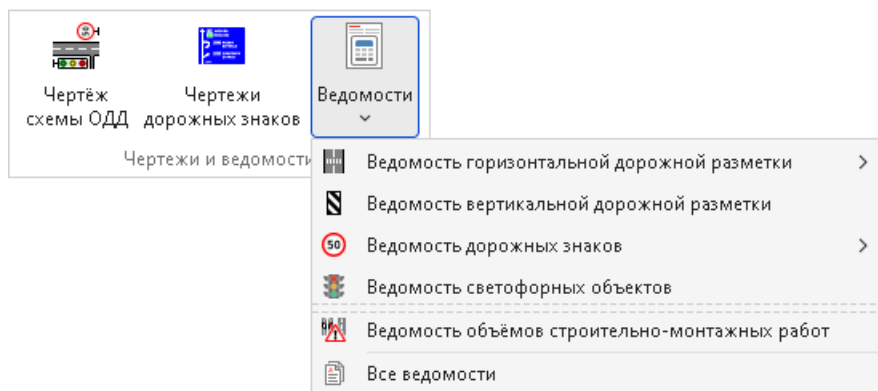 Чертёж
схемы ОДД
Чертежи
дорожных знаков
Ведомости
Чертежи и ведомости
Ведомость горизонтальной дорожной разметки
Ведомость вертикальной дорожной разметки
50
Ведомость дорожных знаков
Ведомость светофорных объектов
Ведомость объёмов строительно-монтажных работ
Все ведомости